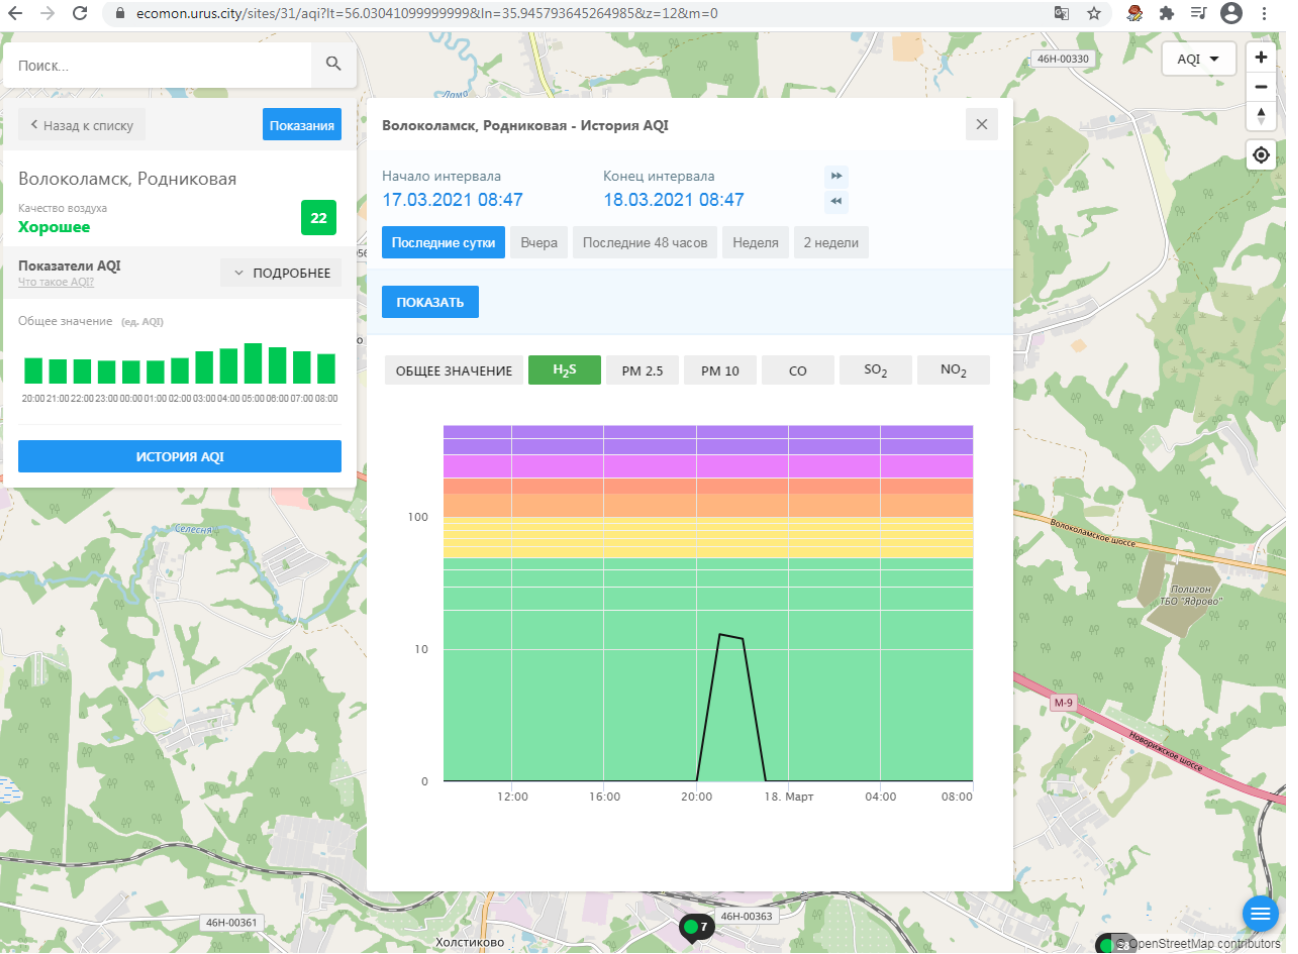 ecomon.urus.city/sites/31/aqi?lt=56.03041099999999&ln=35.945793645264985&z=12&m=0
Поиск...
46Н-00330
AQI
Лама
Назад к списку
Показания
Волоколамск, Родниковая - История AQI
Волоколамск, Родниковая
Качество воздуха
Хорошее
22
Начало интервала
Конец интервала
17.03.2021 08:47
18.03.2021 08:47
Последние сутки
Вчера
Последние 48 часов
Неделя
2 недели
Показатели AQI
Что такое AQI?
ПОДРОБНЕЕ
ПОКАЗАТЬ
Общее значение (ед. AQI)
20:00 21:00 22:00 23:00 00:00 01:00 02:00 03:00 04:00 05:00 06:00 07:00 08:00
ИСТОРИЯ AQI
ОБЩЕЕ ЗНАЧЕНИЕ
H2S
PM 2.5
PM 10
CO
SO2
NO2
100
10
0
12:00
16:00
20:00
18. Март
04:00
08:00
Селесня
Волоколамское шоссе
Полигон
ТБО "Ядрово"
М-9
Новорижское шоссе
46Н-00361
46Н-00363
7
Холстиково
© OpenStreetMap contributors